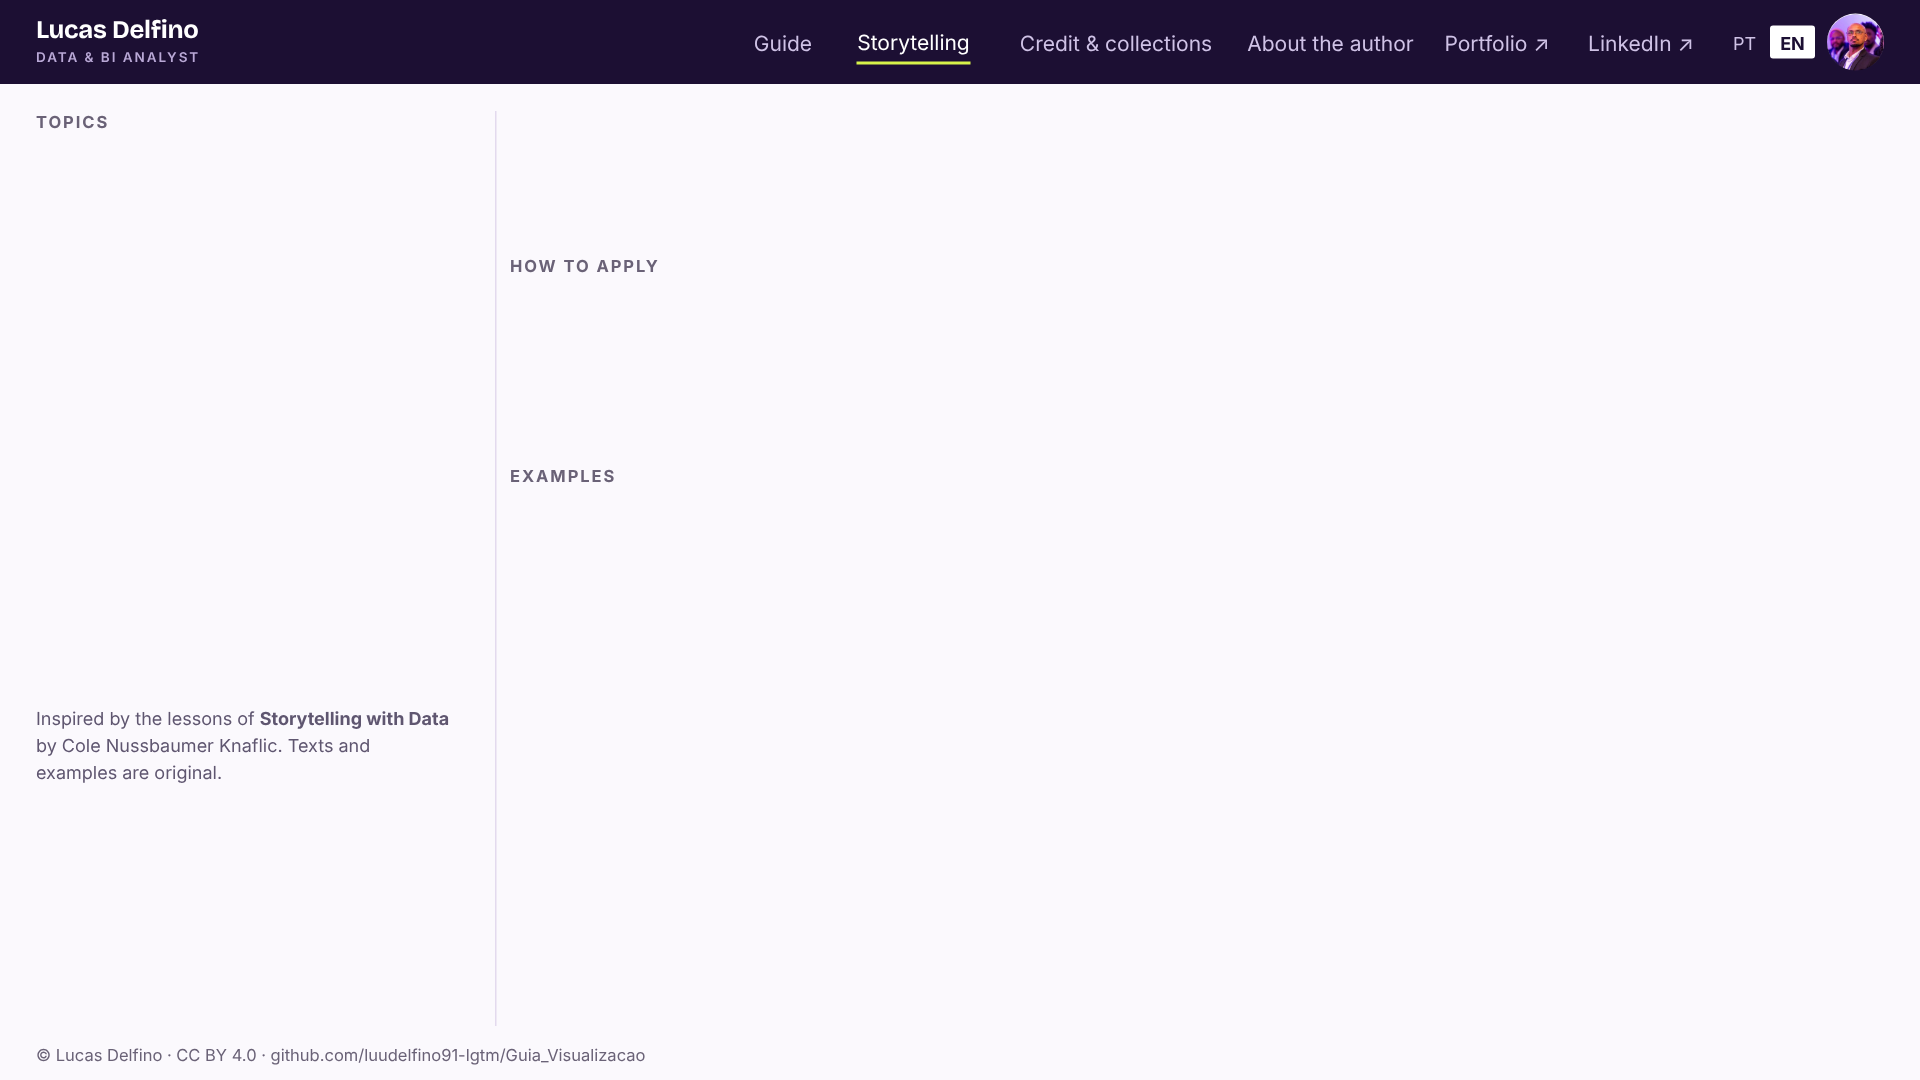 Lucas Delfino
DATA & BI ANALYST
Guide
Storytelling
Credit & collections
About the author
Portfolio ↗
LinkedIn ↗
PT
EN
TOPICS
HOW TO APPLY
EXAMPLES
Inspired by the lessons of Storytelling with Data
by Cole Nussbaumer Knaflic. Texts and
examples are original.
© Lucas Delfino · CC BY 4.0 · github.com/luudelfino91-lgtm/Guia_Visualizacao